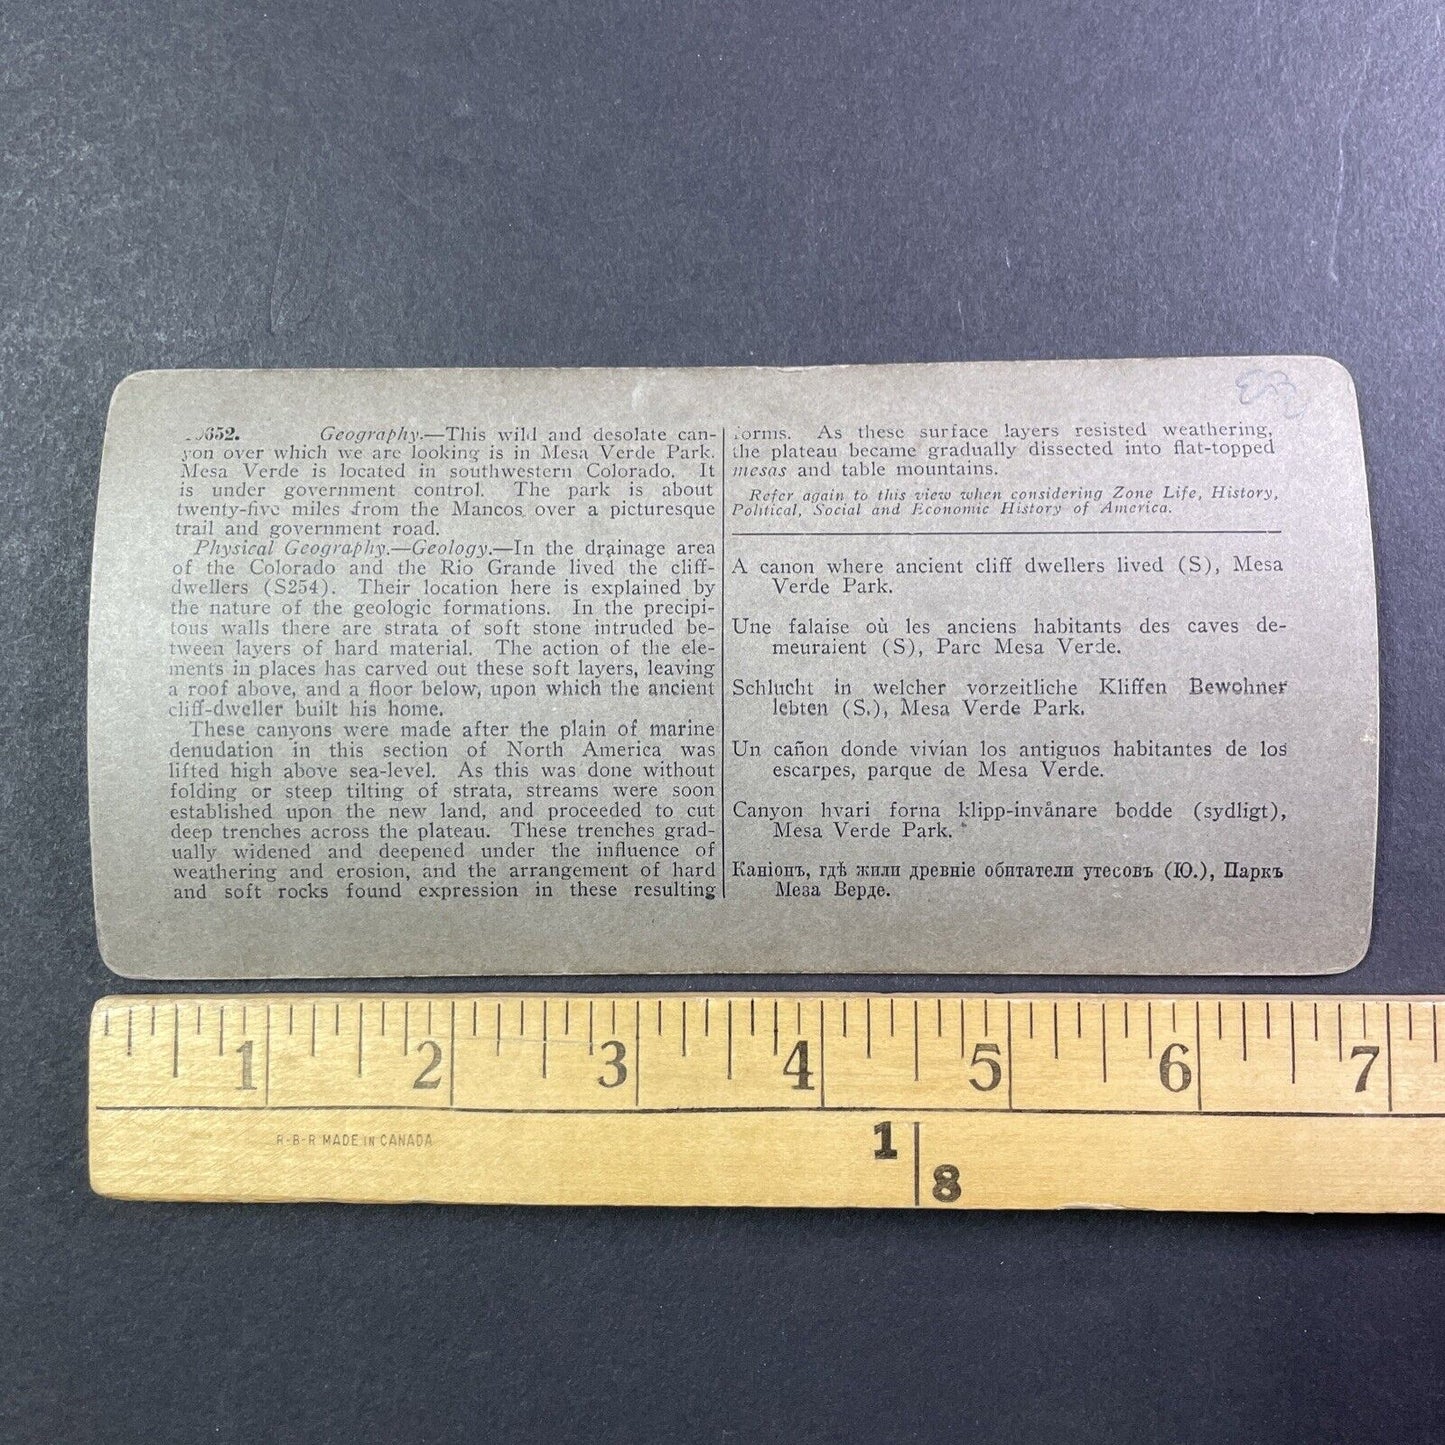 652. Geography.—This wild and desolate can-
yon over which we are looking is in Mesa Verde Park.
Mesa Verde is located in southwestern Colorado. It
is under government control. The park is about
twenty-five miles from the Mancos over a picturesque
trail and government road.
Physical Geography.—Geology.—In the drainage area
of the Colorado and the Rio Grande lived the cliff-
dwellers (S254). Their location here is explained by
the nature of the geologic formations. In the precipi-
tous walls there are strata of soft stone intruded be-
tween layers of hard material. The action of the ele-
ments in places has carved out these soft layers, leaving
a roof above, and a floor below, upon which the ancient
cliff-dweller built his home.
These canyons were made after the plain of marine
denudation in this section of North America was
lifted high above sea-level. As this was done without
folding or steep tilting of strata, streams were soon
established upon the new land, and proceeded to cut
deep trenches across the plateau. These trenches grad-
ually widened and deepened under the influence of
weathering and erosion, and the arrangement of hard
and soft rocks found expression in these resulting
forms. As these surface layers resisted weathering,
the plateau became gradually dissected into flat-topped
mesas and table mountains.
Refer again to this view when considering Zone Life, History,
Political, Social and Economic History of America.
A canon where ancient cliff dwellers lived (S), Mesa
Verde Park.
Une falaise où les anciens habitants des caves de-
meuraient (S), Parc Mesa Verde.
Schlucht in welcher vorzeitliche Kliffen Bewohner
lebten (S.), Mesa Verde Park.
Un cañon donde vivían los antiguos habitantes de los
escarpes, parque de Mesa Verde.
Canyon hvari forna klipp-invånare bodde (sydligt),
Mesa Verde Park.
Каніонъ, гдѣ жили древніе обитатели утесовъ (Ю.), Паркъ
Меза Верде.
1 2 3 4 5 6 7
R-B-R MADE IN CANADA
1
8